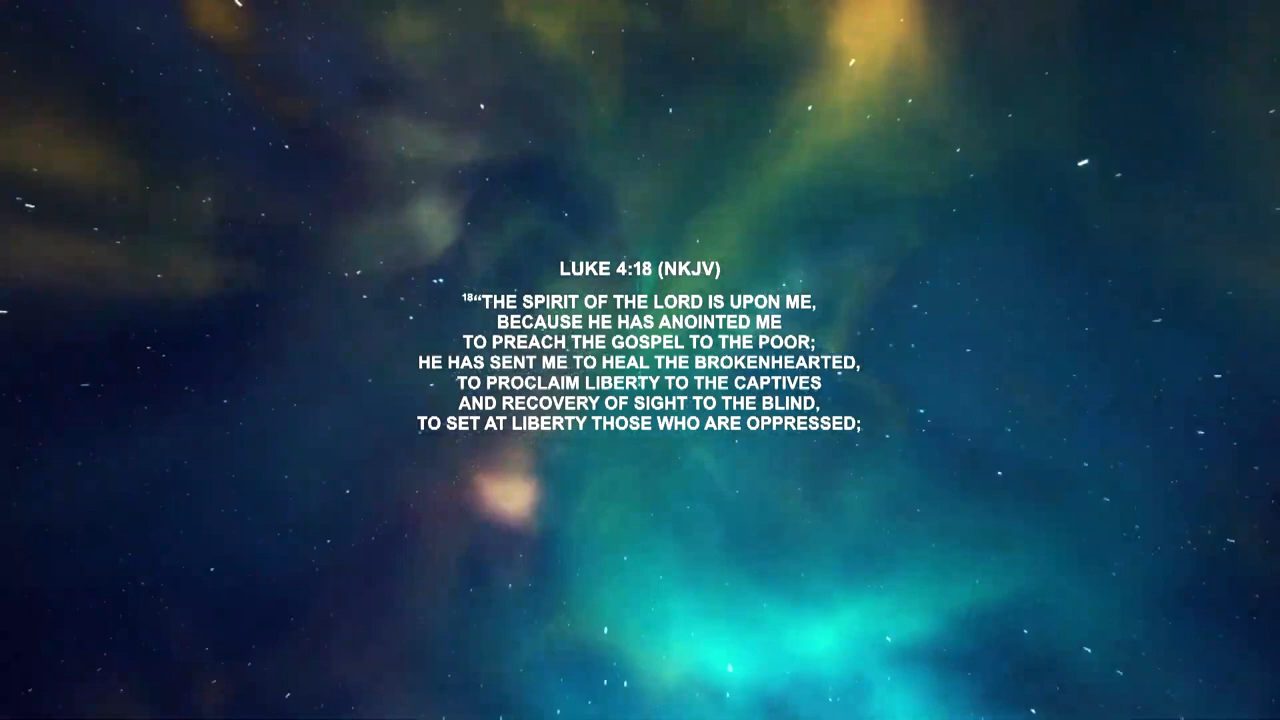 LUKE 4:18 (NKJV)
18“THE SPIRIT OF THE LORD IS UPON ME,
BECAUSE HE HAS ANOINTED ME
TO PREACH THE GOSPEL TO THE POOR;
HE HAS SENT ME TO HEAL THE BROKENHEARTED,
TO PROCLAIM LIBERTY TO THE CAPTIVES
AND RECOVERY OF SIGHT TO THE BLIND,
TO SET AT LIBERTY THOSE WHO ARE OPPRESSED;